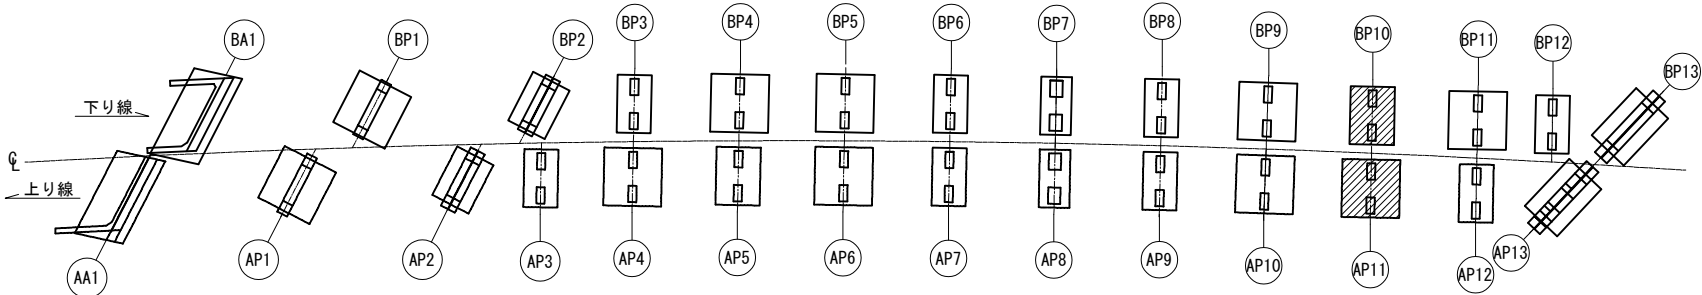 BA1
BP1
BP2
BP3
BP4
BP5
BP6
BP7
BP8
BP9
BP10
BP11
BP12
BP13
下り線
℄
上り線
AA1
AP1
AP2
AP3
AP4
AP5
AP6
AP7
AP8
AP9
AP10
AP11
AP12
AP13